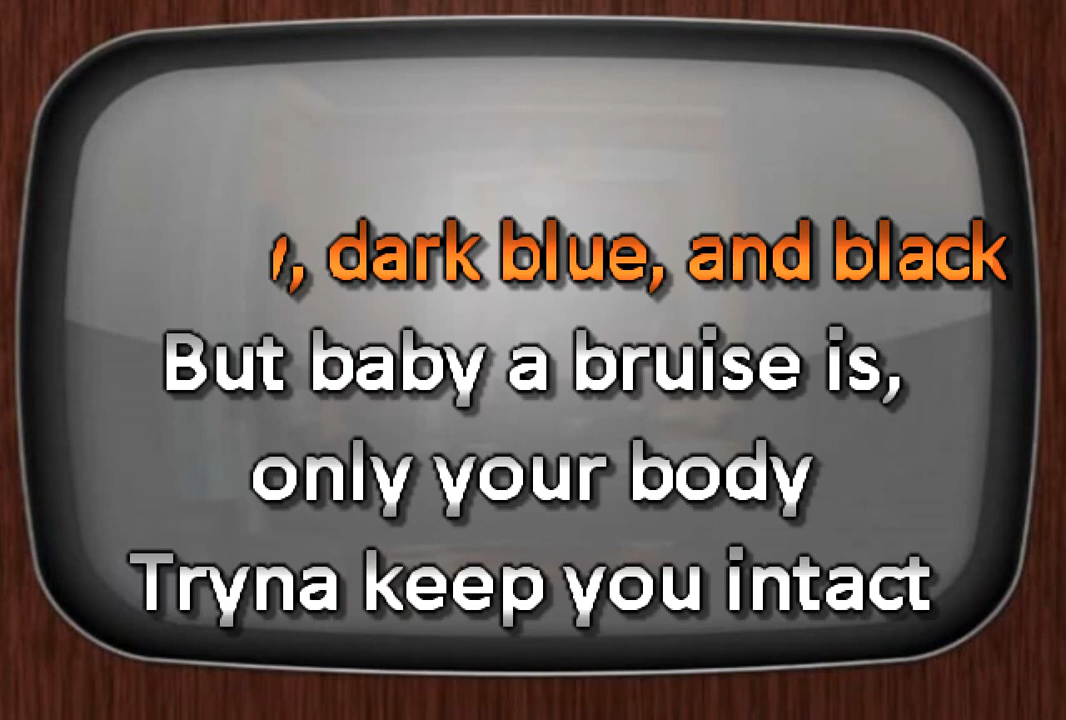 , dark blue, and black
But baby a bruise is,
only your body
Tryna keep you intact